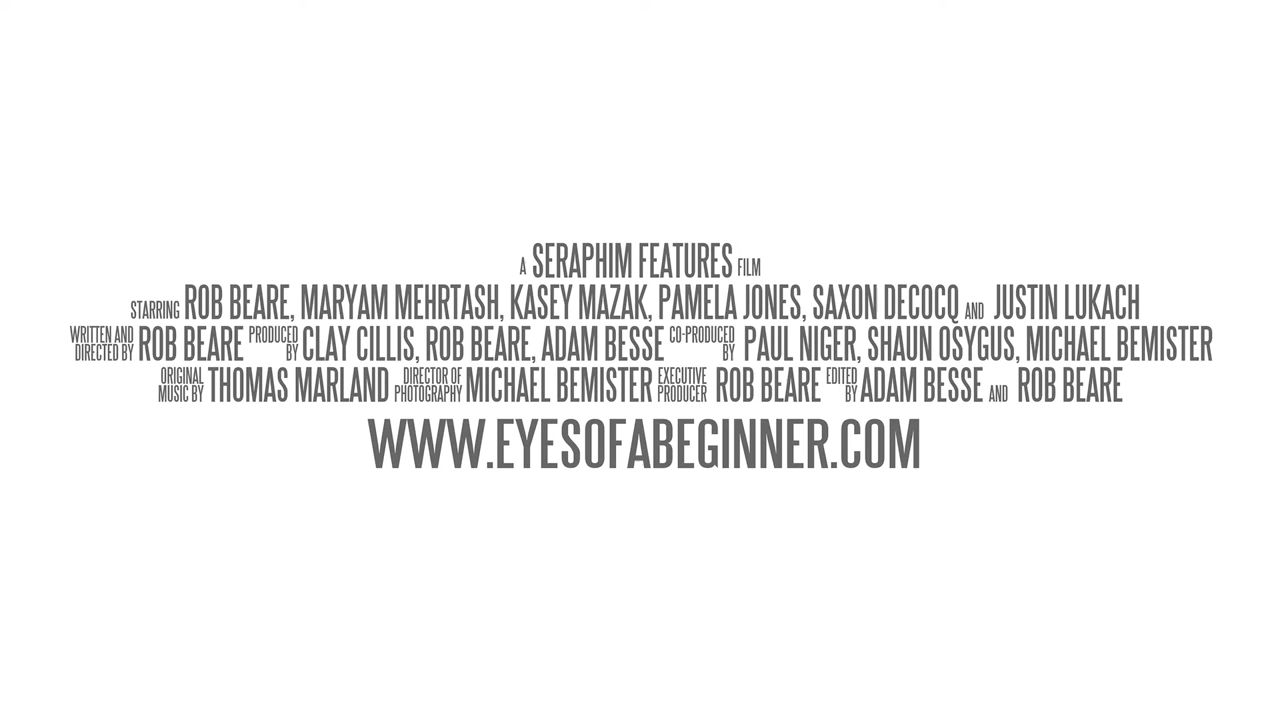 A SERAPHIM FEATURES FILM
STARRING ROB BEARE, MARYAM MEHRTASH, KASEY MAZAK, PAMELA JONES, SAXON DECOCQ AND JUSTIN LUKACH
WRITTEN AND DIRECTED BY ROB BEARE PRODUCED BY CLAY CILLIS, ROB BEARE, ADAM BESSE CO-PRODUCED BY PAUL NIGER, SHAUN OSYGUS, MICHAEL BEMISTER
ORIGINAL MUSIC BY THOMAS MARLAND DIRECTOR OF PHOTOGRAPHY MICHAEL BEMISTER EXECUTIVE PRODUCER ROB BEARE EDITED BY ADAM BESSE AND ROB BEARE
WWW.EYESOFABEGINNER.COM